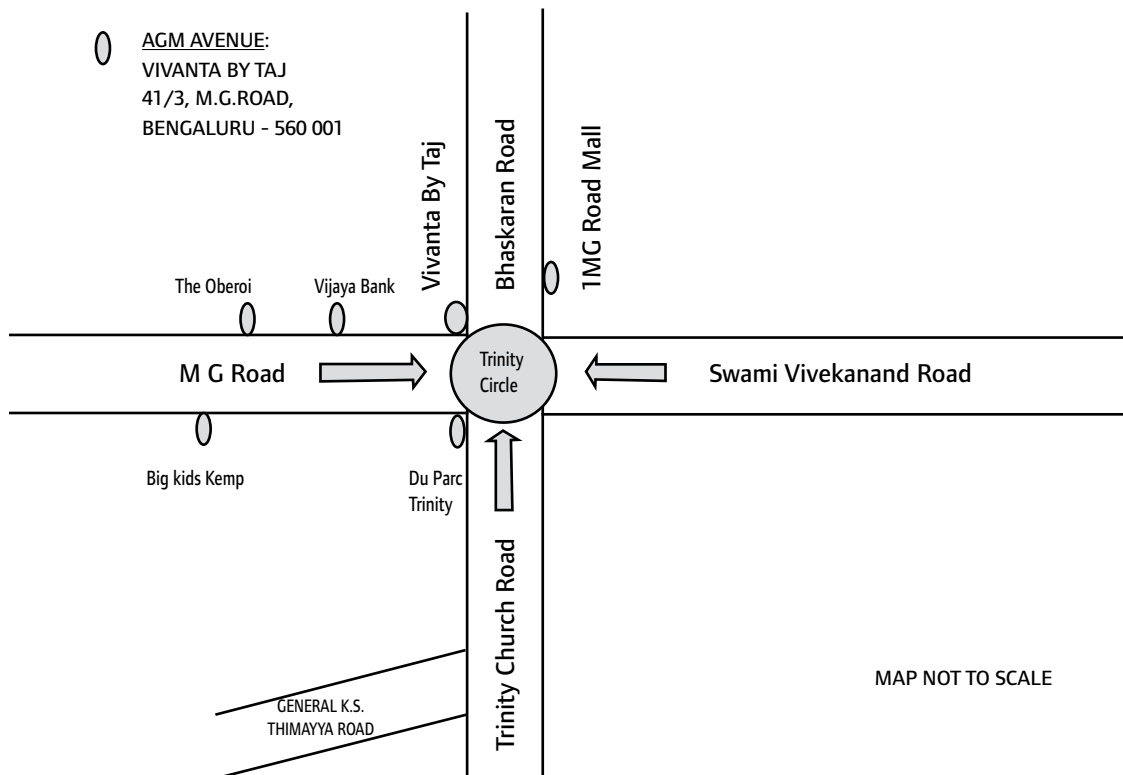 AGM AVENUE:
VIVANTA BY TAJ
41/3, M.G.ROAD,
BENGALURU - 560 001
Vivanta By Taj
Bhaskaran Road
1MG Road Mall
The Oberoi
Vijaya Bank
M G Road
Trinity
Circle
Swami Vivekanand Road
Big kids Kemp
Du Parc
Trinity
Trinity Church Road
GENERAL K.S.
THIMAYYA ROAD
MAP NOT TO SCALE